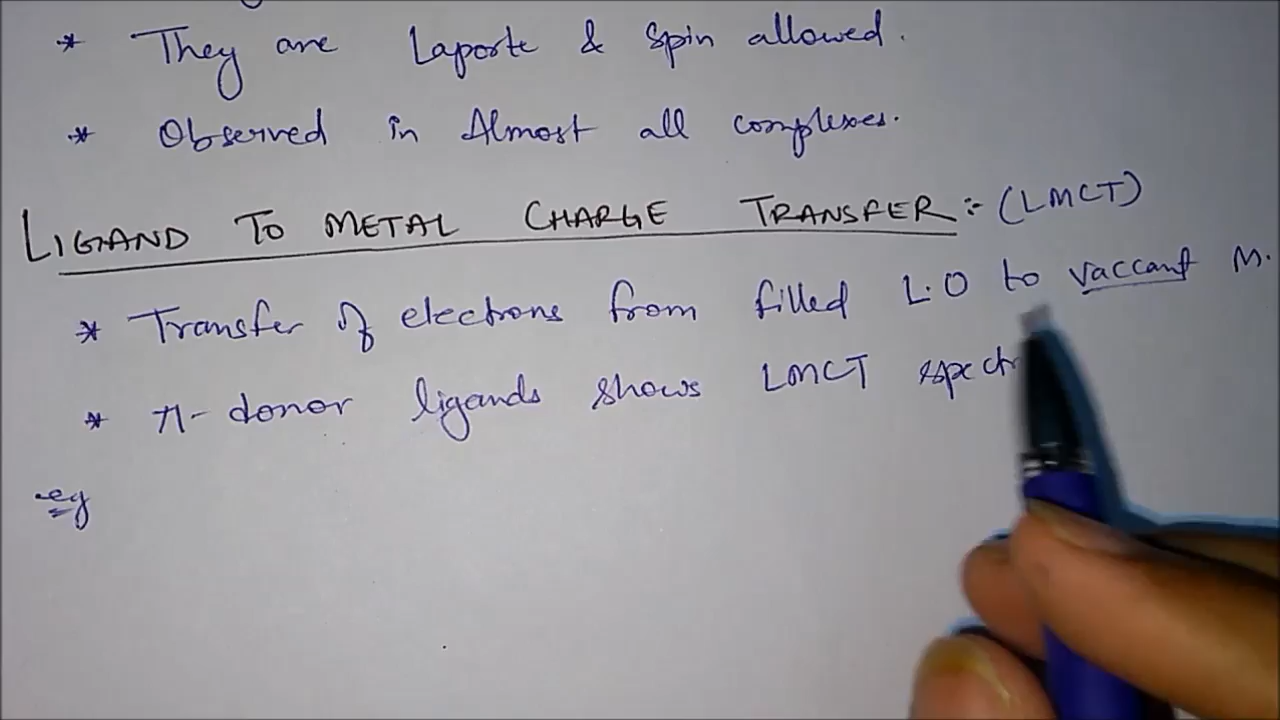 * They are Laporte & spin allowed.
* Observed in Almost all complexes.
LIGAND TO METAL CHARGE TRANSFER:- (LMCT)
* Transfer of electrons from filled L.O to vaccant M.
* π-donor ligands shows LMCT spectr
eg